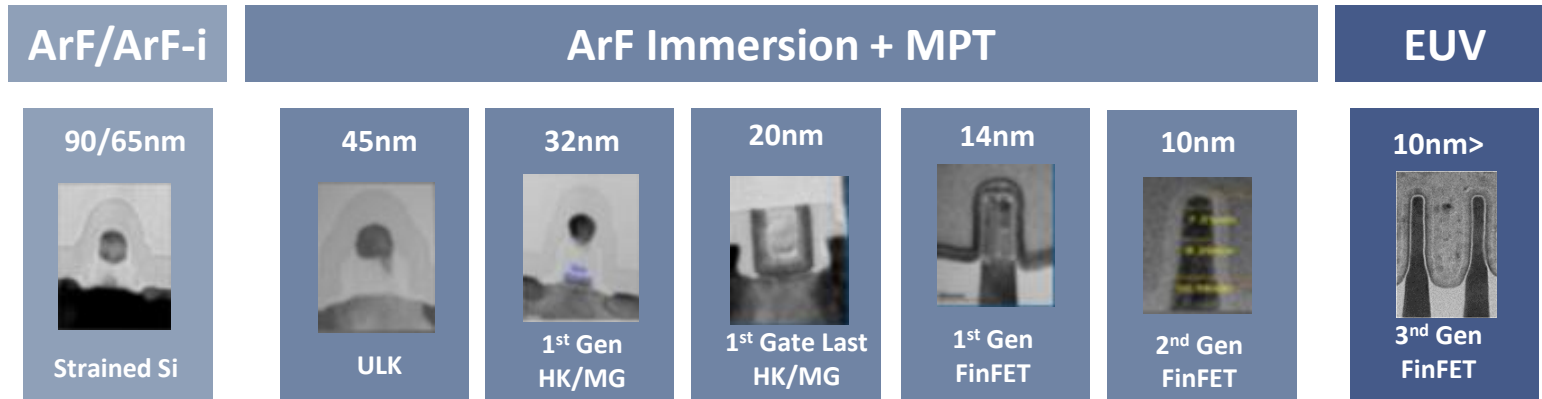 ArF/ArF-i
ArF Immersion + MPT
EUV
90/65nm
Strained Si
45nm
ULK
32nm
1st Gen
HK/MG
20nm
1st Gate Last
HK/MG
14nm
1st Gen
FinFET
10nm
2nd Gen
FinFET
10nm>
3nd Gen
FinFET